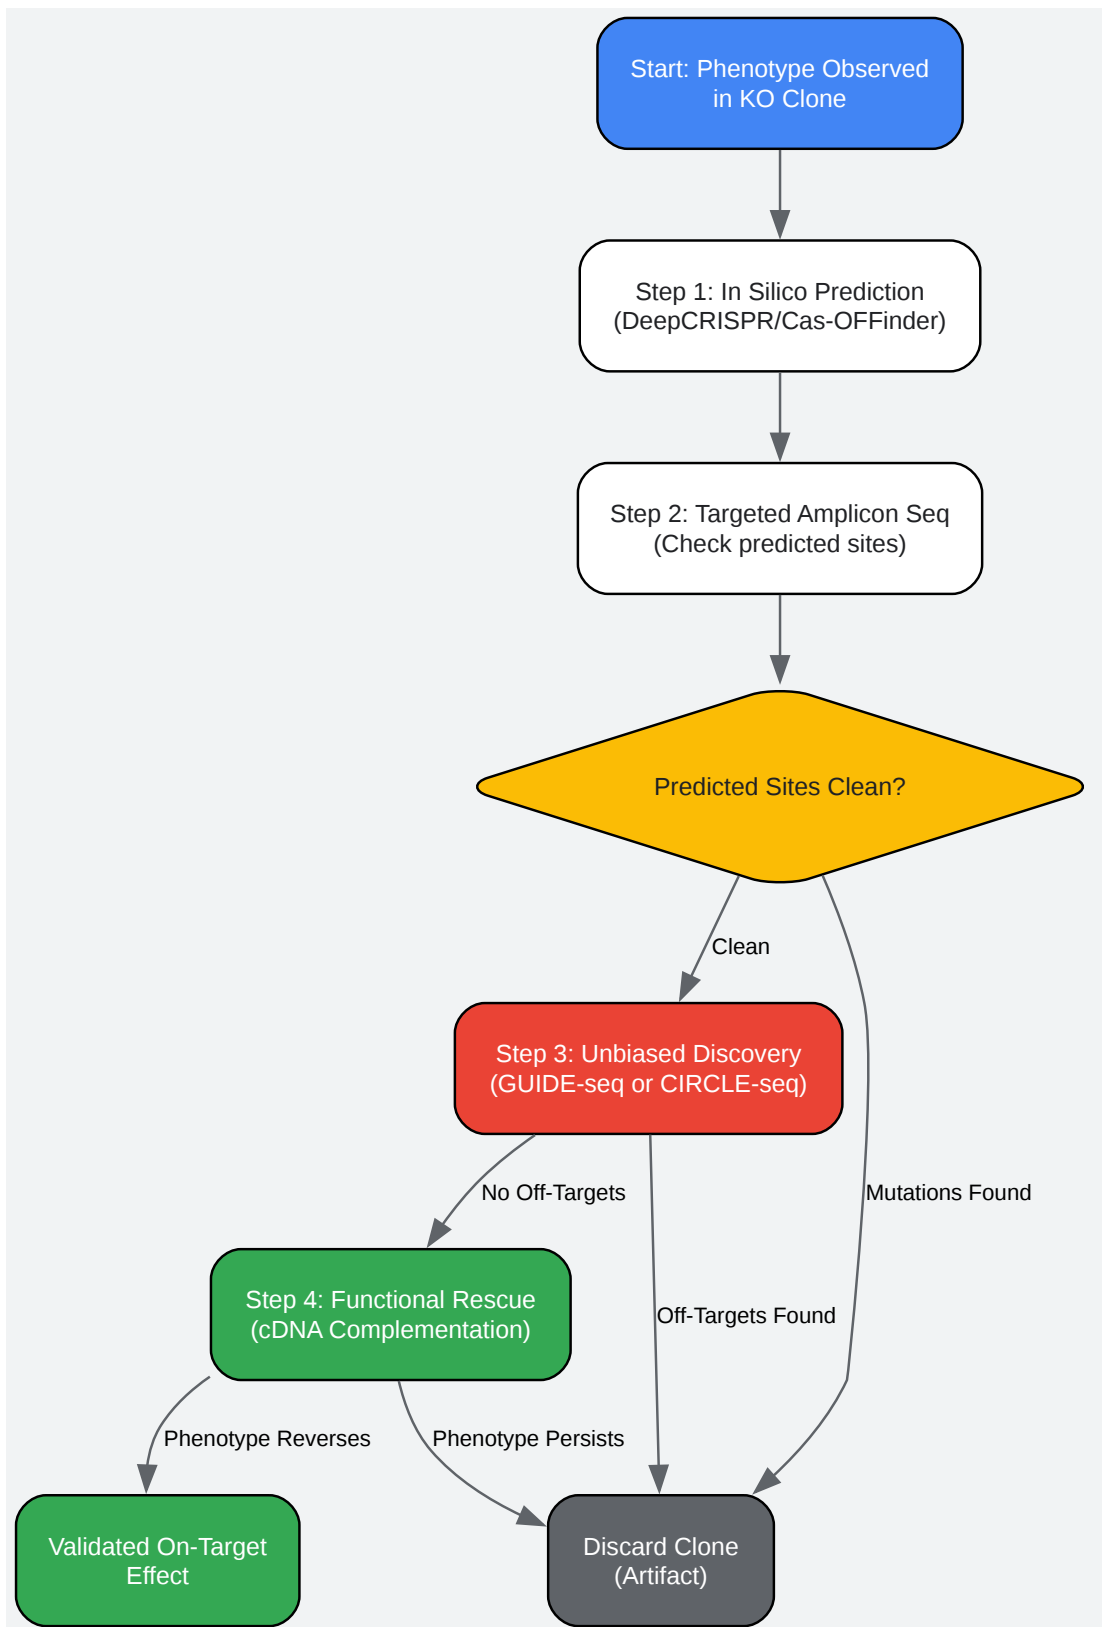 Start: Phenotype Observed
in KO Clone
Step 1: In Silico Prediction
(DeepCRISPR/Cas-OFFinder)
Step 2: Targeted Amplicon Seq
(Check predicted sites)
Predicted Sites Clean?
Clean
Step 3: Unbiased Discovery
(GUIDE-seq or CIRCLE-seq)
No Off-Targets
Mutations Found
Step 4: Functional Rescue
(cDNA Complementation)
Off-Targets Found
Phenotype Reverses
Phenotype Persists
Validated On-Target
Effect
Discard Clone
(Artifact)